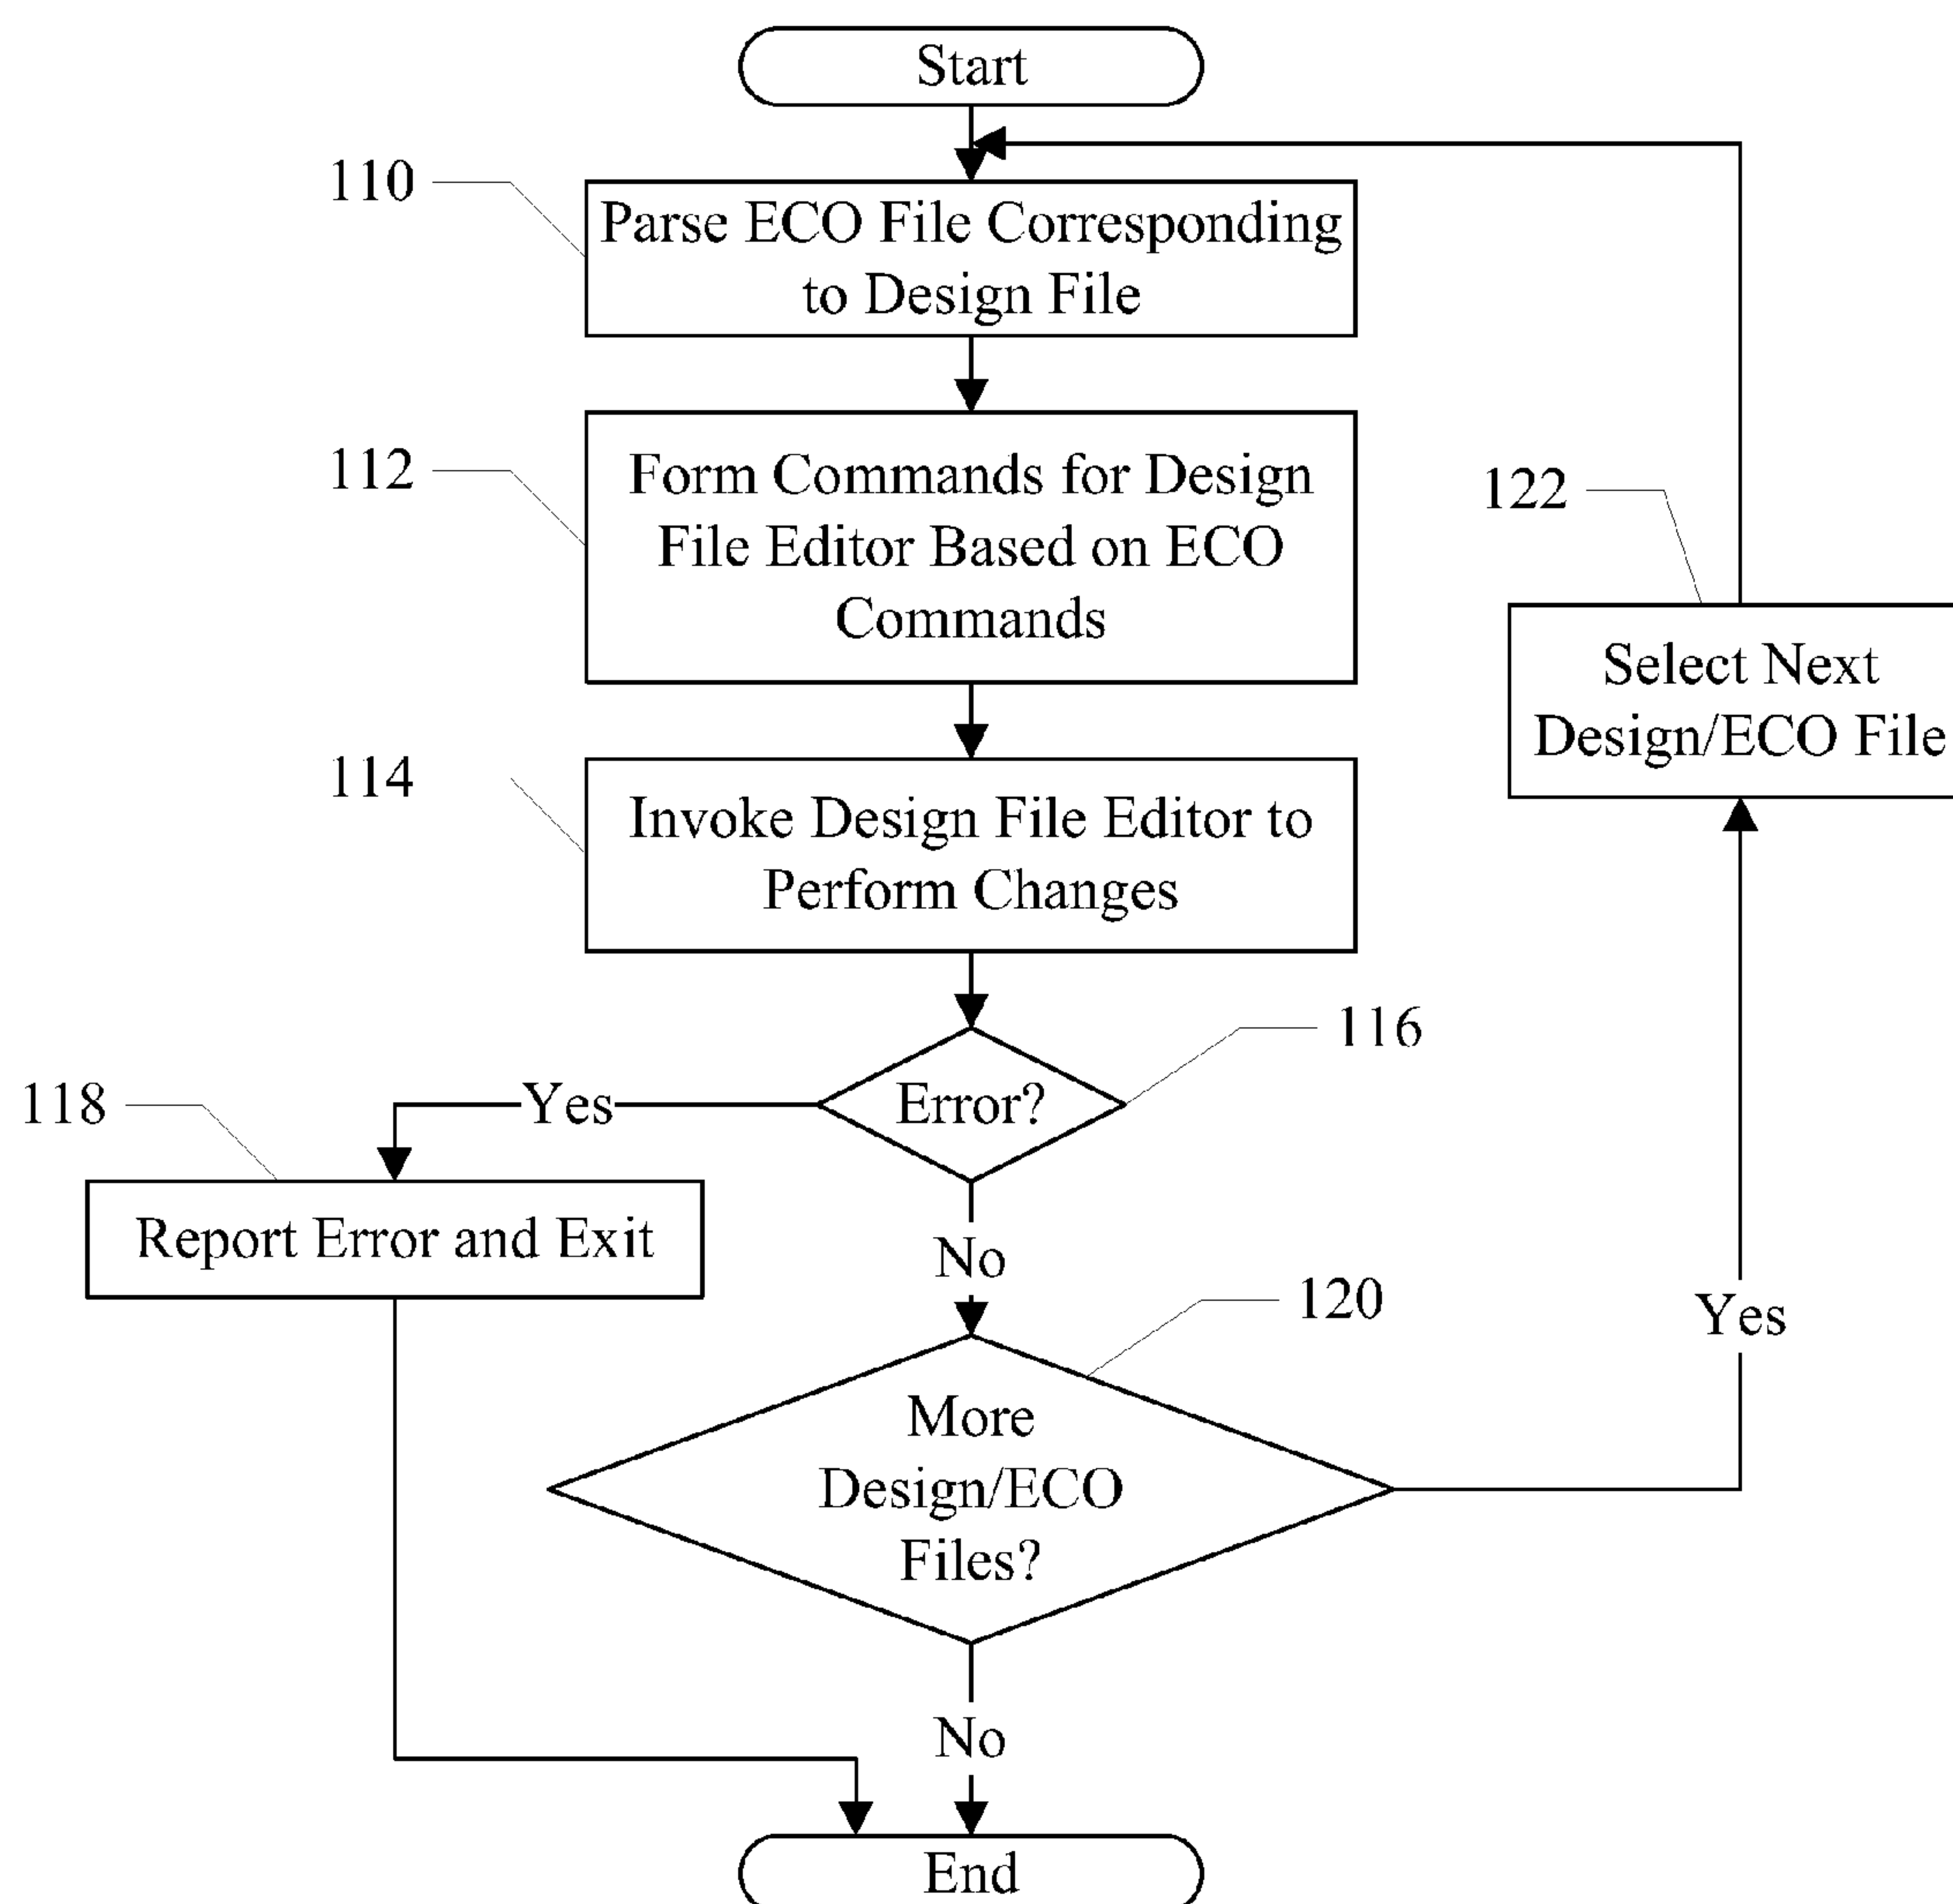 Start
110
Parse ECO File Corresponding
to Design File
112
Form Commands for Design
File Editor Based on ECO
Commands
122
Select Next
Design/ECO File
114
Invoke Design File Editor to
Perform Changes
116
Error?
Yes
118
Report Error and Exit
No
120
More
Design/ECO
Files?
Yes
No
End